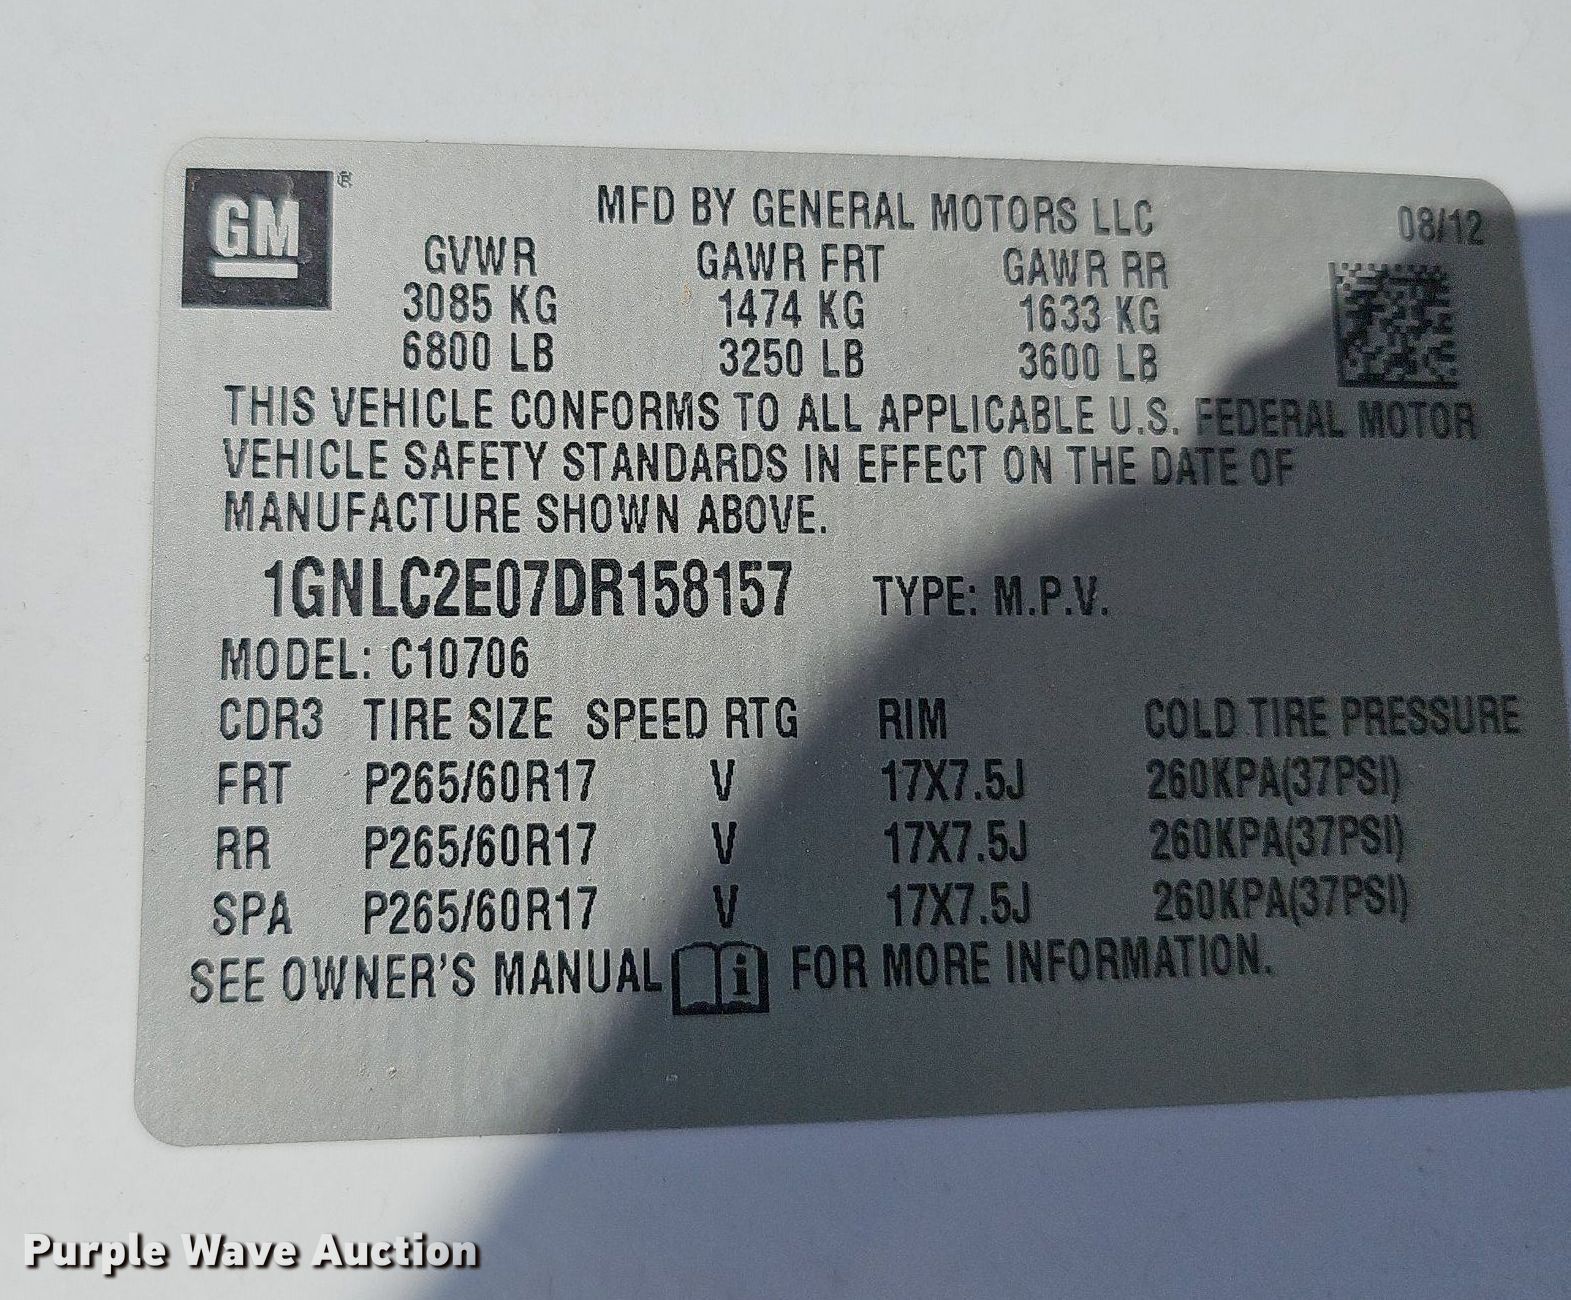 GM ®
MFD BY GENERAL MOTORS LLC 08/12
GVWR GAWR FRT GAWR RR
3085 KG 1474 KG 1633 KG
6800 LB 3250 LB 3600 LB
THIS VEHICLE CONFORMS TO ALL APPLICABLE U.S. FEDERAL MOTOR
VEHICLE SAFETY STANDARDS IN EFFECT ON THE DATE OF
MANUFACTURE SHOWN ABOVE.
1GNLC2E07DR158157 TYPE: M.P.V.
MODEL: C10706
CDR3 TIRE SIZE SPEED RTG RIM COLD TIRE PRESSURE
FRT P265/60R17 V 17X7.5J 260KPA(37PSI)
RR P265/60R17 V 17X7.5J 260KPA(37PSI)
SPA P265/60R17 V 17X7.5J 260KPA(37PSI)
SEE OWNER'S MANUAL i FOR MORE INFORMATION.
Purple Wave Auction